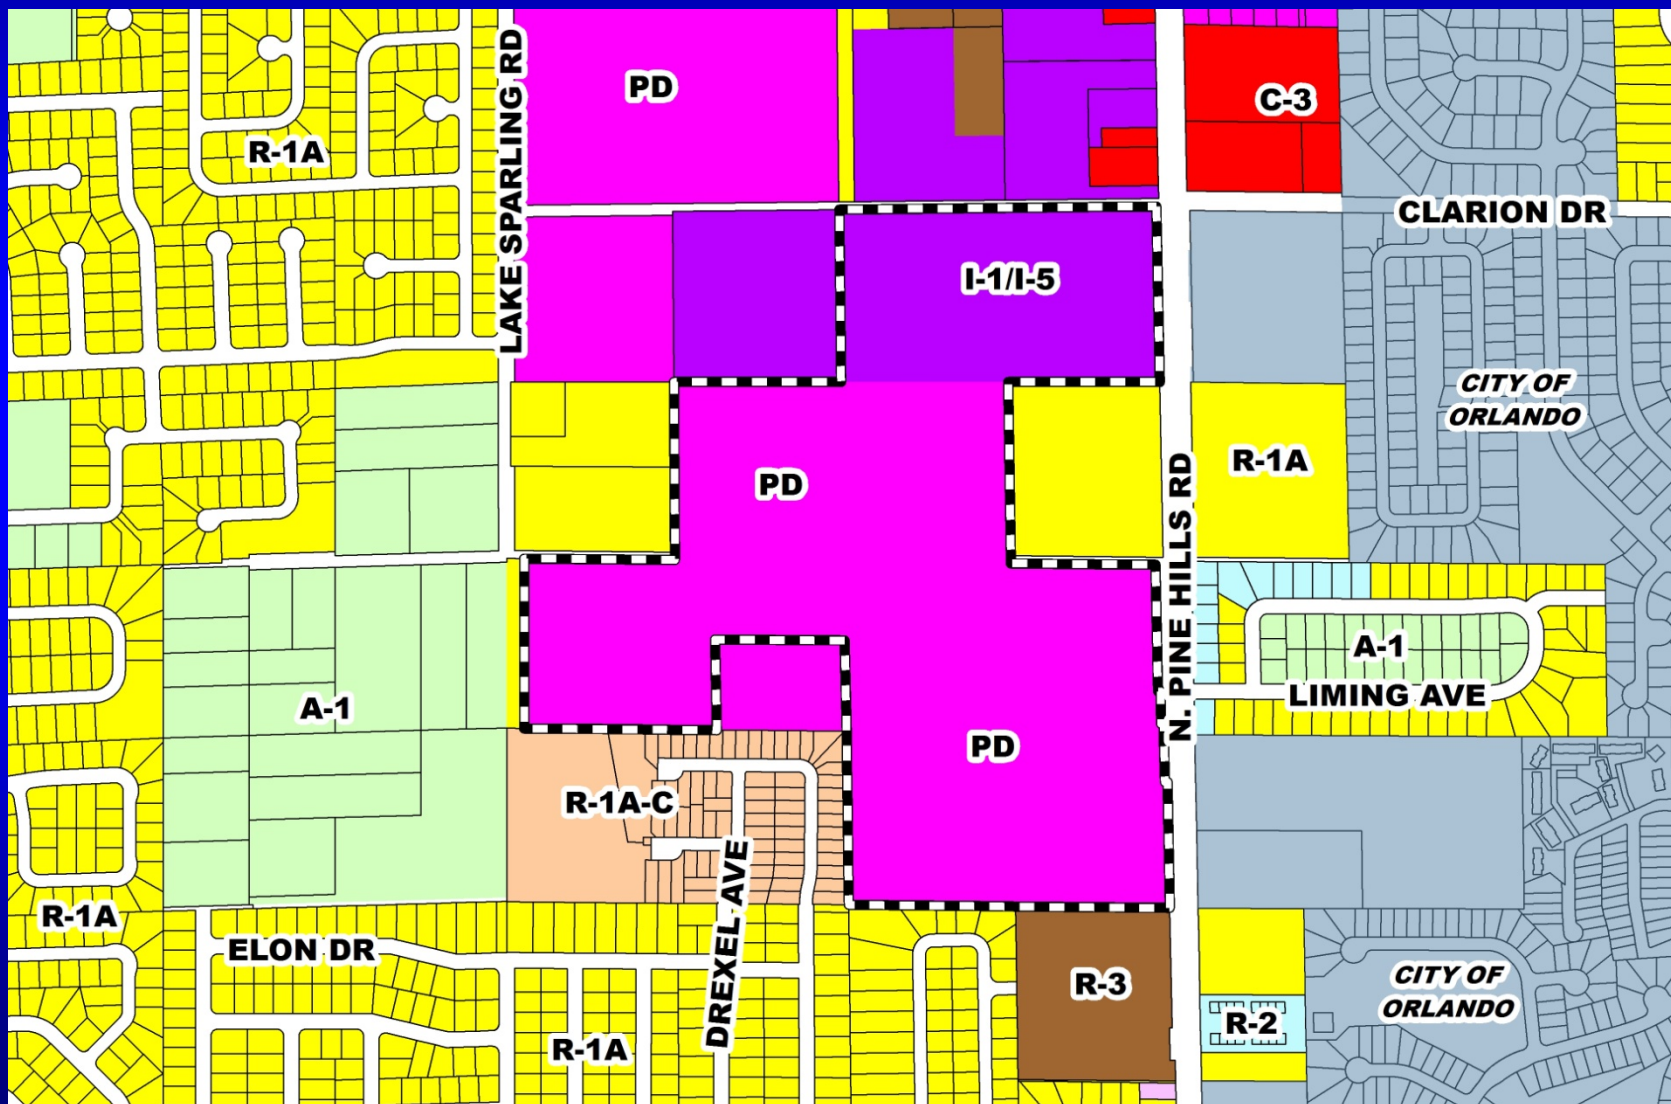 PD
C-3
R-1A
LAKE SPARLING RD
CLARION DR
I-1/I-5
CITY OF
ORLANDO
R-1A
PD
N. PINE HILLS RD
A-1
LIMING AVE
A-1
PD
R-1A-C
DREXEL AVE
R-1A
ELON DR
R-3
CITY OF
ORLANDO
R-2
R-1A